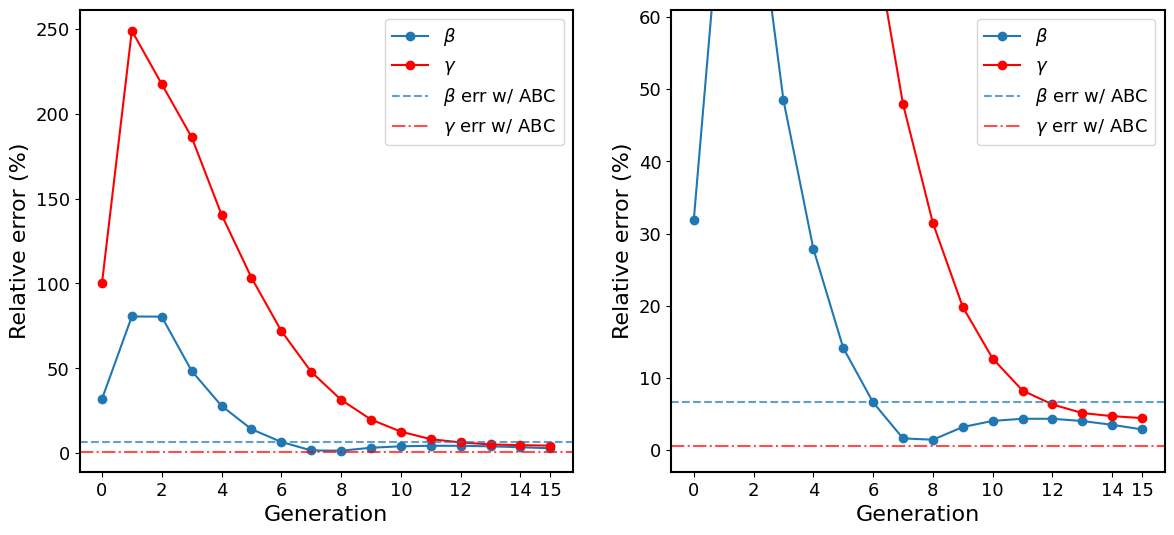 Relative error (%)
250
200
150
100
50
0
0 2 4 6 8 10 12 14 15
Generation
β
γ
β err w/ ABC
γ err w/ ABC
Relative error (%)
60
50
40
30
20
10
0
0 2 4 6 8 10 12 14 15
Generation
β
γ
β err w/ ABC
γ err w/ ABC